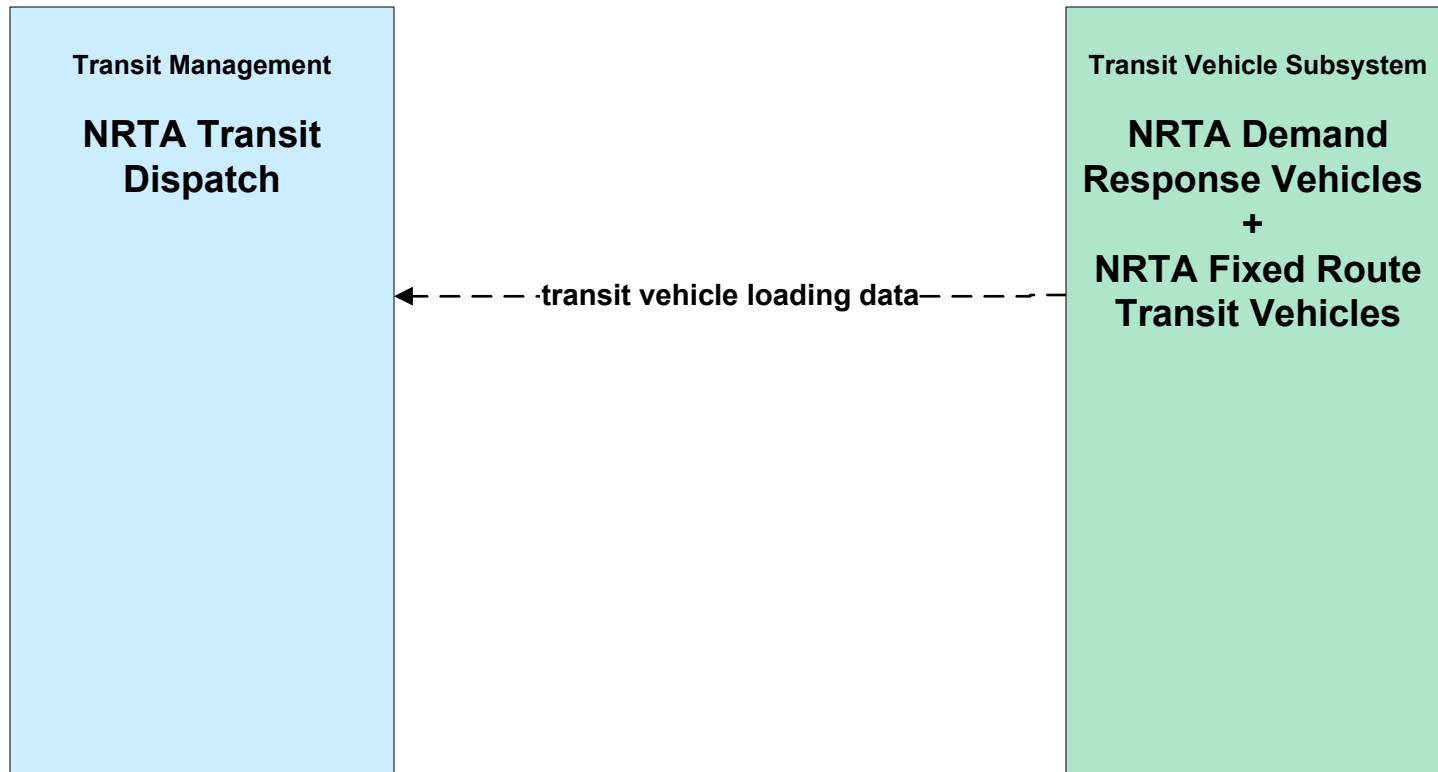 Transit Management
NRTA Transit
Dispatch
transit vehicle loading data
Transit Vehicle Subsystem
NRTA Demand
Response Vehicles
+
NRTA Fixed Route
Transit Vehicles